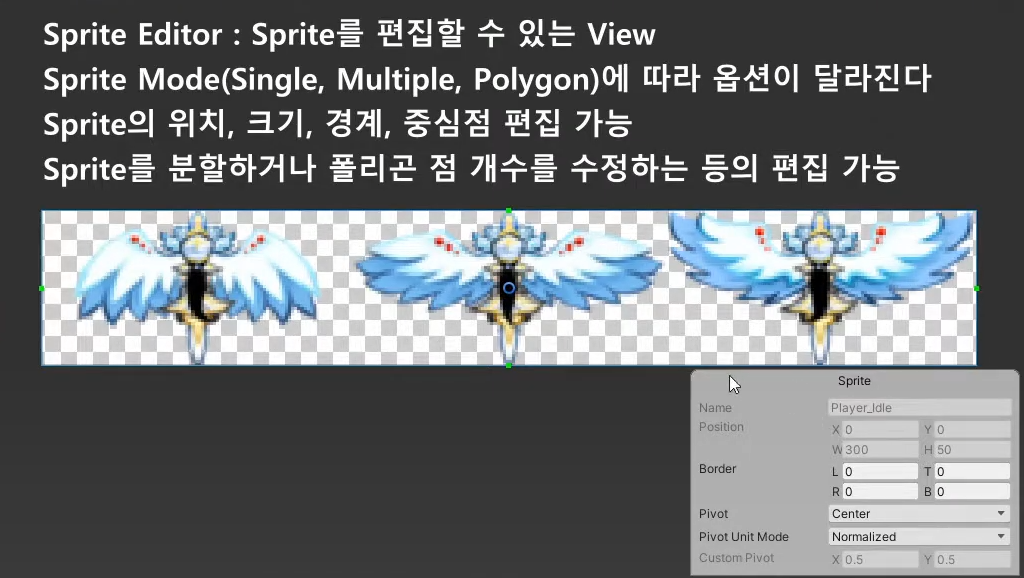 Sprite Editor : Sprite를 편집할 수 있는 View
Sprite Mode(Single, Multiple, Polygon)에 따라 옵션이 달라진다
Sprite의 위치, 크기, 경계, 중심점 편집 가능
Sprite를 분할하거나 폴리곤 점 개수를 수정하는 등의 편집 가능
Sprite
Name Player_Idle
Position X 0 Y 0
W 300 H 50
Border L 0 T 0
R 0 B 0
Pivot Center
Pivot Unit Mode Normalized
Custom Pivot X 0.5 Y 0.5